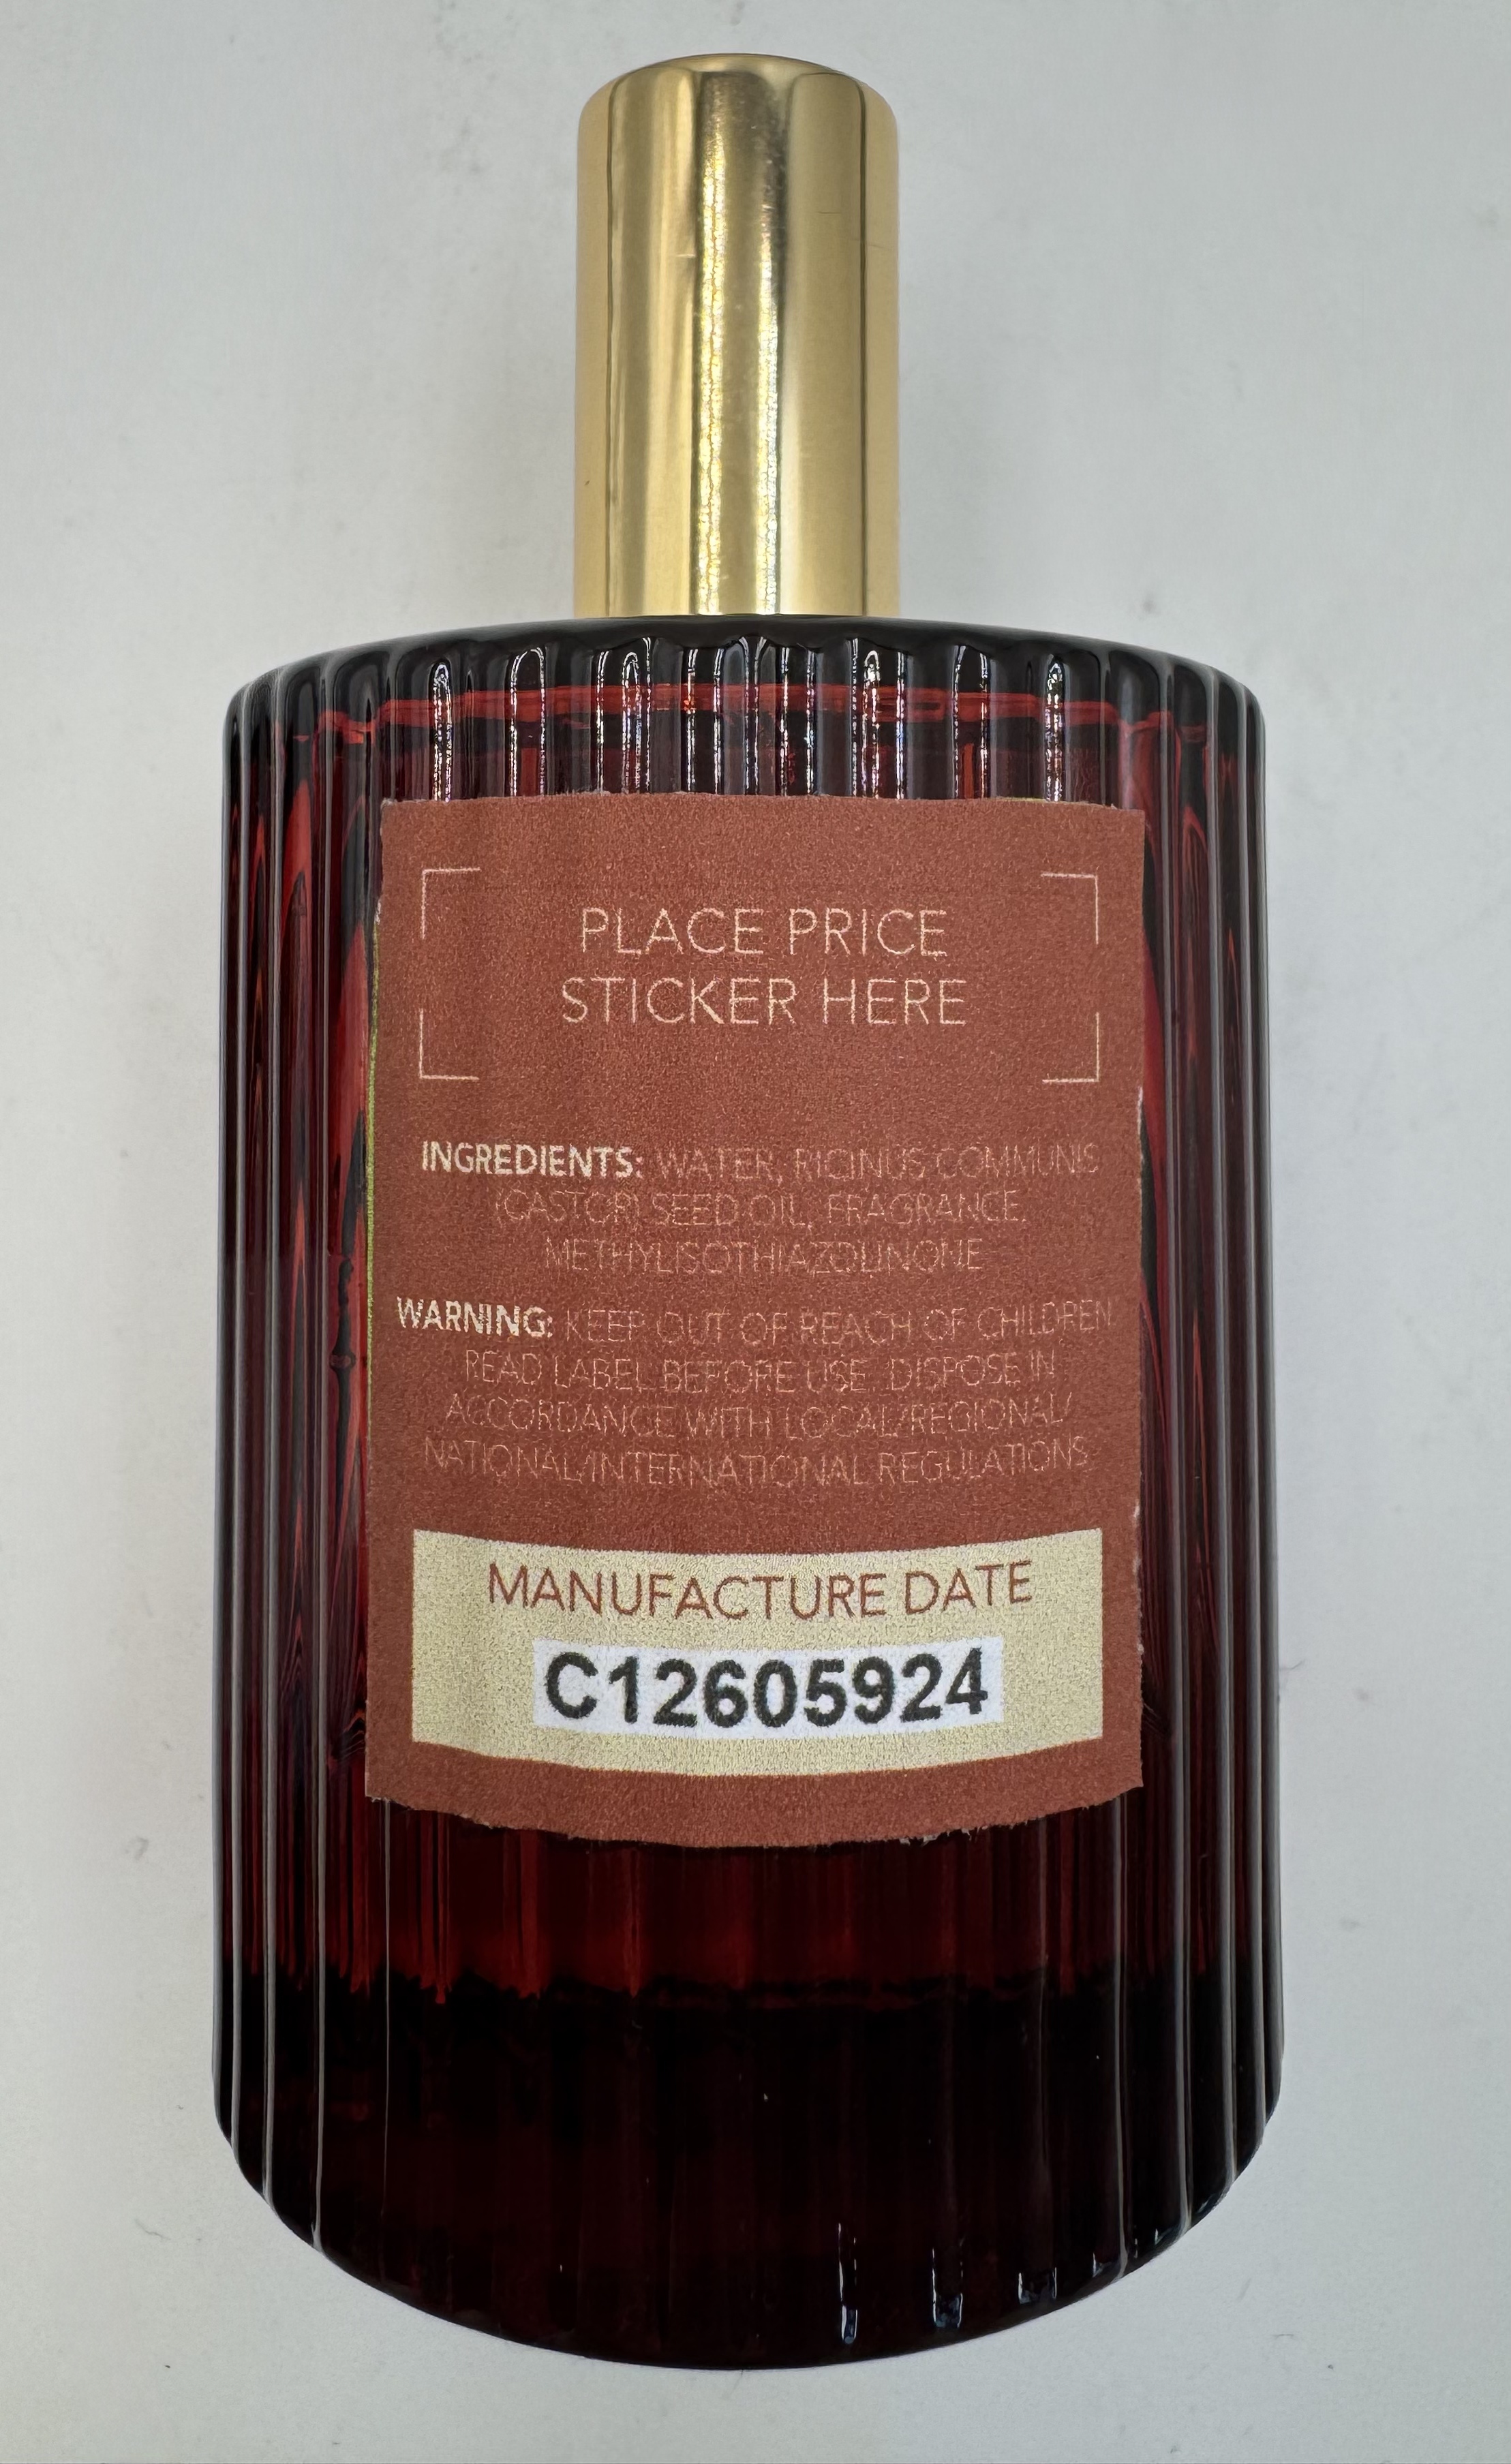 PLACE PRICE
STICKER HERE
INGREDIENTS: WATER, RICINUS COMMUNIS
(CASTOR) SEED OIL, FRAGRANCE,
METHYLISOTHIAZOLINONE
WARNING: KEEP OUT OF REACH OF CHILDREN.
READ LABEL BEFORE USE. DISPOSE IN
ACCORDANCE WITH LOCAL/REGIONAL/
NATIONAL/INTERNATIONAL REGULATIONS.
MANUFACTURE DATE
C12605924